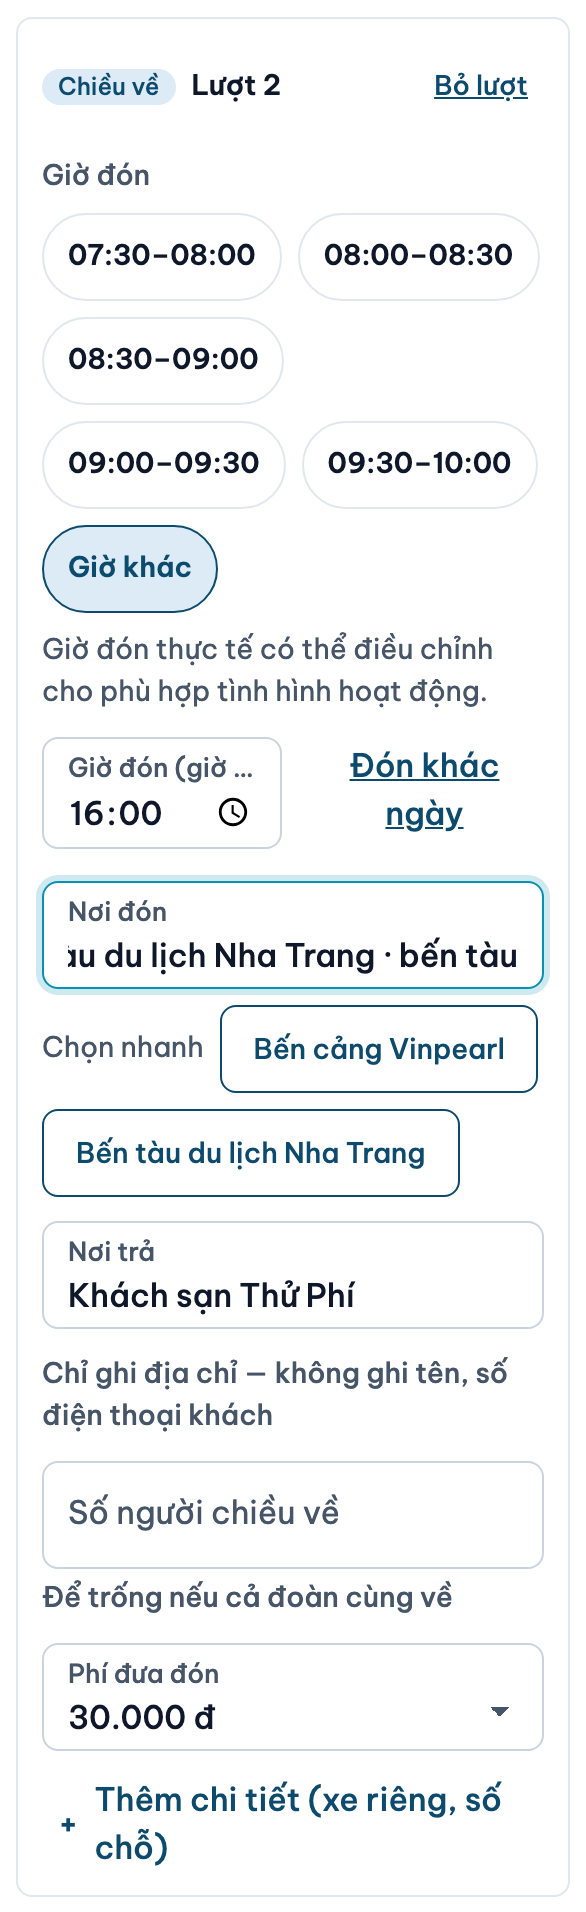 Chiều về Lượt 2 Bỏ lượt
Giờ đón
07:30–08:00 08:00–08:30
08:30–09:00
09:00–09:30 09:30–10:00
Giờ khác
Giờ đón thực tế có thể điều chỉnh
cho phù hợp tình hình hoạt động.
Giờ đón (giờ ...
16:00
Đón khác
ngày
Nơi đón
du lịch Nha Trang · bến tàu
Chọn nhanh Bến cảng Vinpearl
Bến tàu du lịch Nha Trang
Nơi trả
Khách sạn Thử Phí
Chỉ ghi địa chỉ — không ghi tên, số
điện thoại khách
Số người chiều về
Để trống nếu cả đoàn cùng về
Phí đưa đón
30.000 đ
+ Thêm chi tiết (xe riêng, số
chỗ)